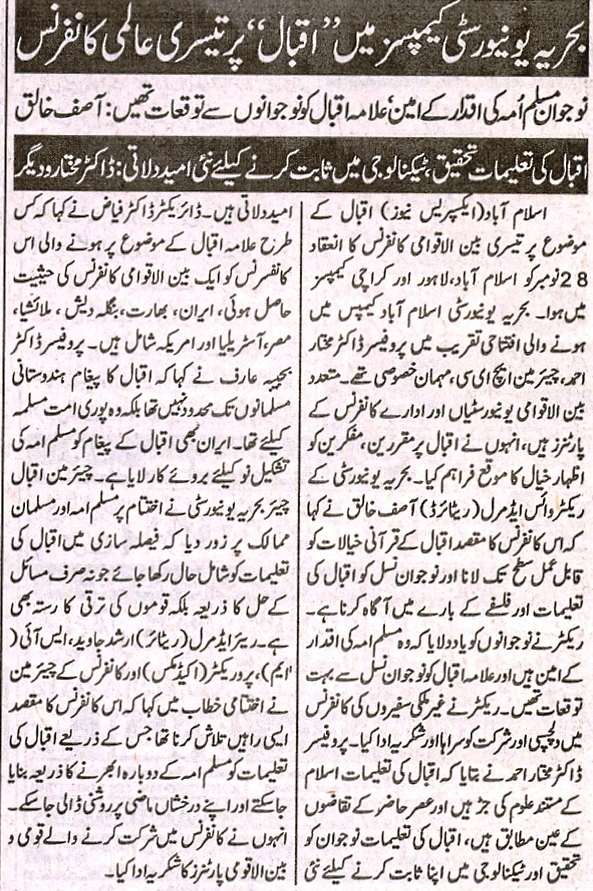 بحریہ یونیورسٹی کیمپسز میں ’’اقبال‘‘ پر تیسری عالمی کانفرنس
نوجوان مسلم اُمہ کی اقدار کے امین‘ علامہ اقبال کو نوجوانوں سے توقعات تھیں: آصف خالق
اقبال کی تعلیمات تحقیق، ٹیکنالوجی میں ثابت کرنے کیلئے نئی امید دلاتی: ڈاکٹر مختار و دیگر
اسلام آباد (ایکسپریس نیوز) اقبال کے
موضوع پر تیسری بین الاقوامی کانفرنس کا انعقاد
28 نومبر کو اسلام آباد، لاہور اور کراچی کیمپسز
میں ہوا۔ بحریہ یونیورسٹی اسلام آباد کیمپس میں
ہونے والی افتتاحی تقریب میں پروفیسر ڈاکٹر مختار
احمد، چیئرمین ایچ ای سی، مہمان خصوصی تھے۔ متعدد
بین الاقوامی یونیورسٹیاں اور ادارے کانفرنس کے
پارٹنرز ہیں، انہوں نے اقبال پر مقررین، مفکرین کو
اظہار خیال کا موقع فراہم کیا۔ بحریہ یونیورسٹی کے
ریکٹر وائس ایڈمرل (ریٹائرڈ) آصف خالق نے کہا
کہ اس کانفرنس کا مقصد اقبال کے قرآنی خیالات کو
قابل عمل سطح تک لانا اور نوجوان نسل کو اقبال کی
تعلیمات اور فلسفے کے بارے میں آگاہ کرنا ہے۔
ریکٹر نے نوجوانوں کو یاد دلایا کہ وہ مسلم امہ کی اقدار
کے امین ہیں اور علامہ اقبال کو نوجوان نسل سے بہت
توقعات تھیں۔ ریکٹر نے غیر ملکی سفیروں کی کانفرنس
میں دلچسپی اور شرکت کو سراہا اور شکریہ ادا کیا۔ پروفیسر
ڈاکٹر مختار احمد نے بتایا کہ اقبال کی تعلیمات اسلام
کے مستند علوم کی جڑ ہیں اور عصر حاضر کے تقاضوں
کے عین مطابق ہیں، اقبال کی تعلیمات نوجوان کو
تحقیق اور ٹیکنالوجی میں اپنا ثابت کرنے کیلئے نئی
امید دلاتی ہیں۔ ڈائریکٹر ڈاکٹر فیاض نے کہا کہ کس
طرح علامہ اقبال کے موضوع پر ہونے والی اس
کانفرنس کو ایک بین الاقوامی کانفرنس کی حیثیت
حاصل ہوئی، ایران، بھارت، بنگلہ دیش، ملائشیا،
مصر، آسٹریلیا اور امریکہ شامل ہیں۔ پروفیسر ڈاکٹر
نجیبہ عارف نے کہا کہ اقبال کا پیغام ہندوستانی
مسلمانوں تک محدود نہیں تھا بلکہ وہ پوری امت مسلمہ
کیلئے تھا۔ ایران بھی اقبال کے پیغام کو مسلم امہ کی
تشکیل نو کیلئے بروئے کار لایا ہے۔ چیئرمین اقبال
چیئر بحریہ یونیورسٹی نے اختتام پر مسلم امہ اور مسلمان
ممالک پر زور دیا کہ فیصلہ سازی میں اقبال کی
تعلیمات کو شامل حال رکھا جائے جو نہ صرف مسائل
کے حل کا ذریعہ بلکہ قوموں کی ترقی کا رستہ بھی
ہے۔ ریئر ایڈمرل (ریٹائر) ارشد جاوید، ایس آئی (
ایم)، پرو ریکٹر (اکیڈمکس) اور کانفرنس کے چیئرمین
نے اختتامی خطاب میں کہا کہ اس کانفرنس کا مقصد
ایسی راہیں تلاش کرنا تھا جس کے ذریعے اقبال کی
تعلیمات کو مسلم امہ کے دوبارہ ابھرنے کا ذریعہ بنایا
جا سکتے اور اپنے درخشاں ماضی پر روشنی ڈالی جا سکے۔
انہوں نے کانفرنس میں شرکت کرنے والے قومی و
بین الاقوامی پارٹنرز کا شکریہ ادا کیا۔